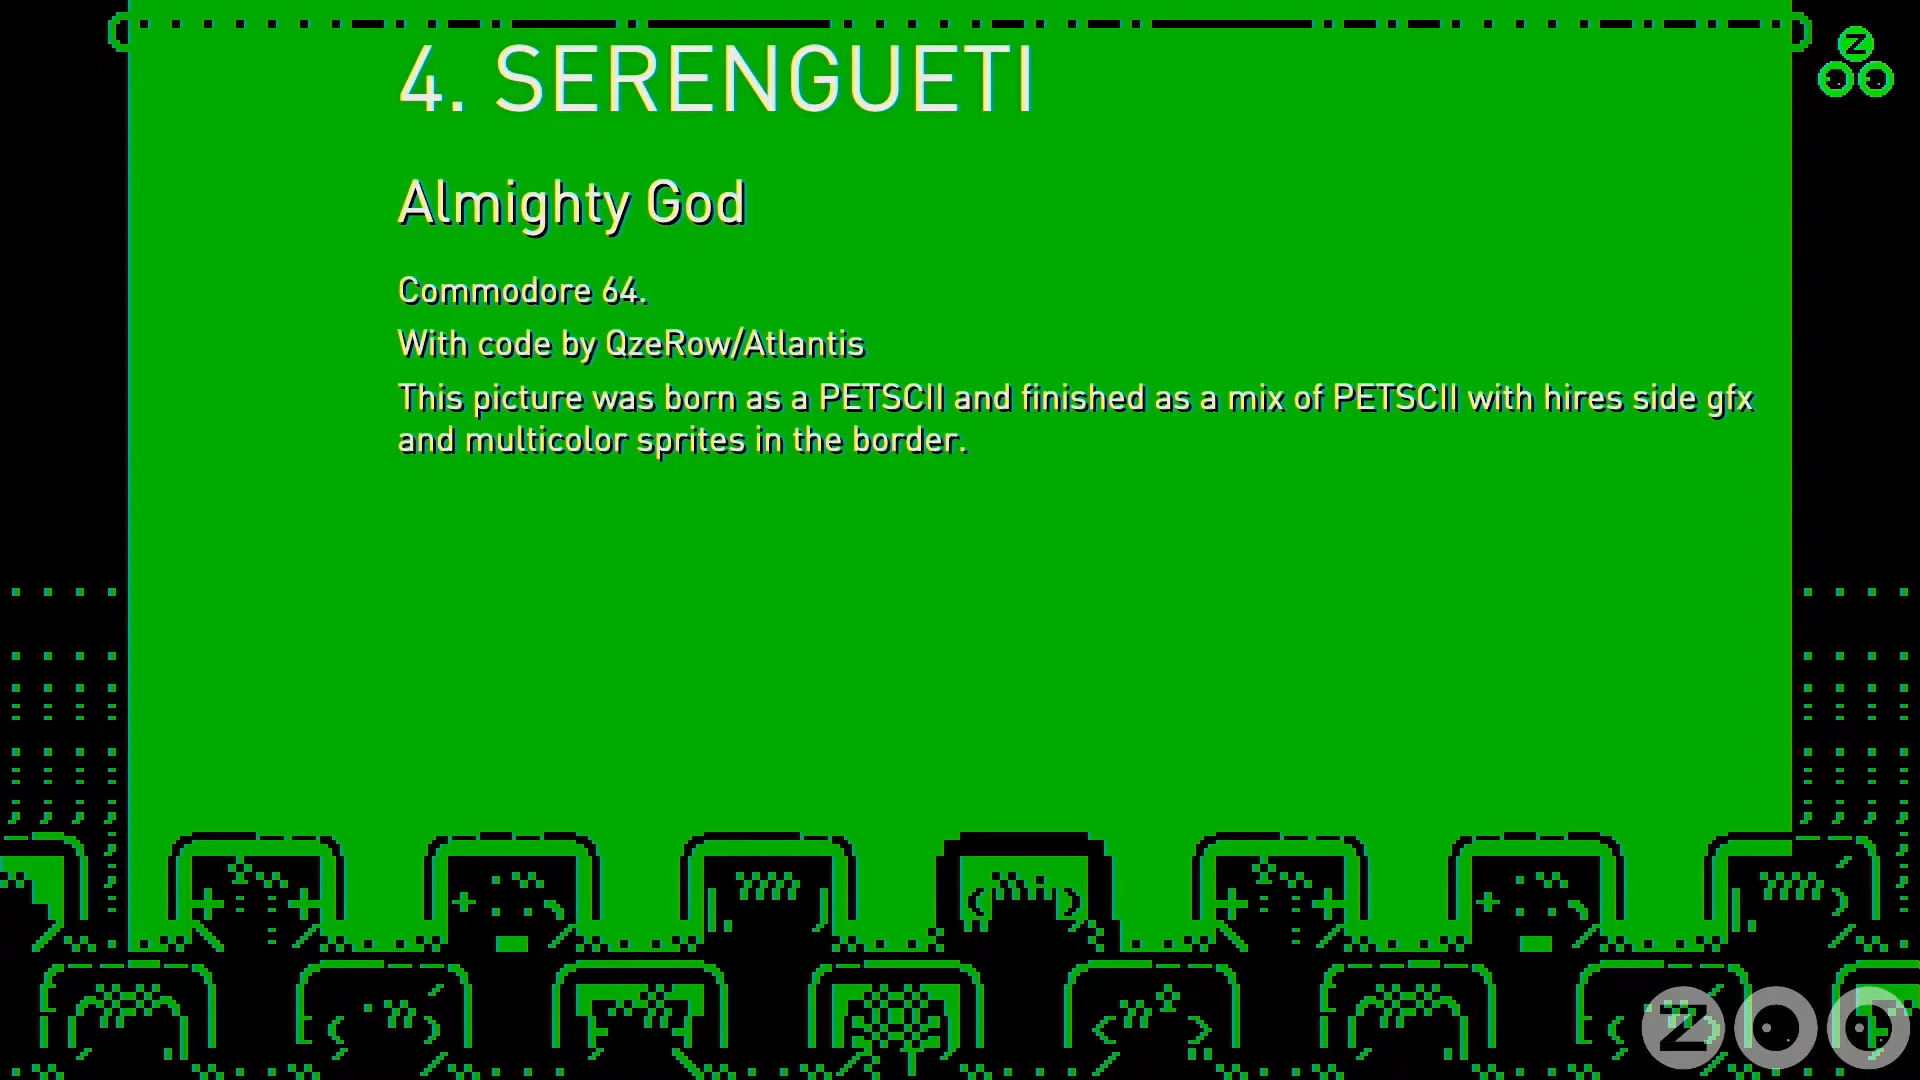 4. SERENGUETI
Almighty God
Commodore 64.
With code by QzeRow/Atlantis
This picture was born as a PETSCII and finished as a mix of PETSCII with hires side gfx
and multicolor sprites in the border.
ZOO